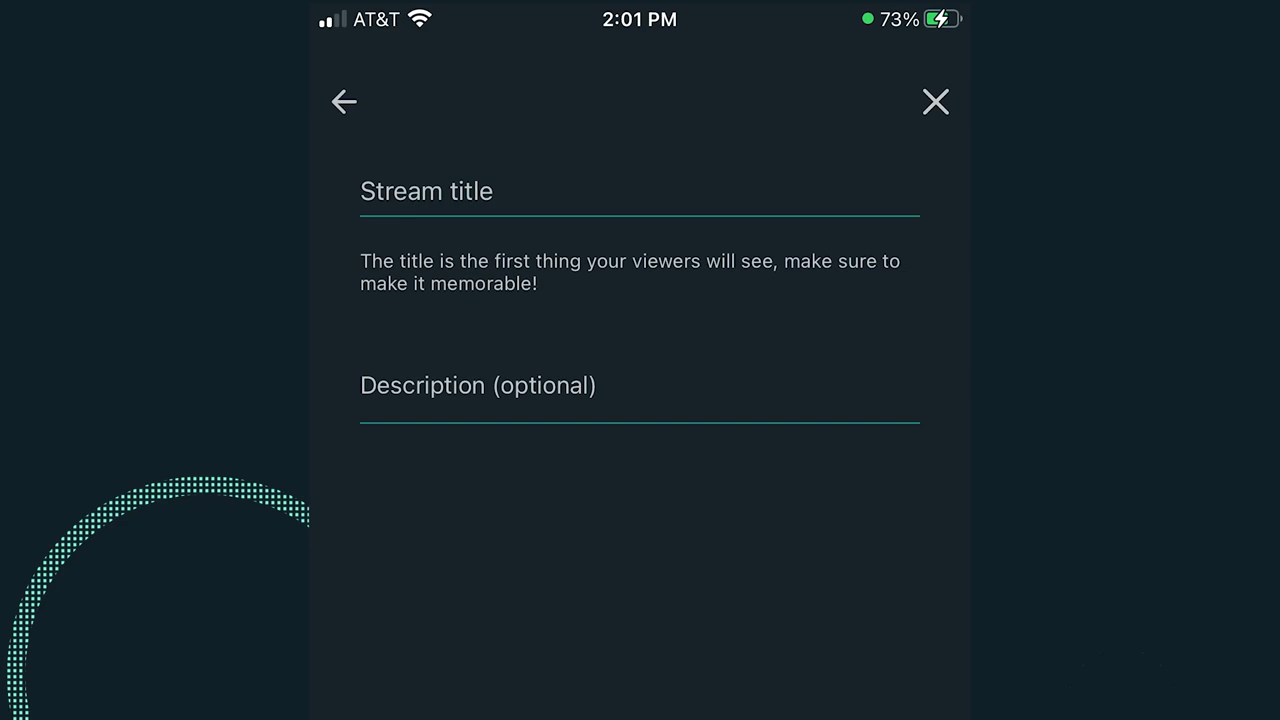 AT&T 2:01 PM 73%
Stream title
The title is the first thing your viewers will see, make sure to
make it memorable!
Description (optional)